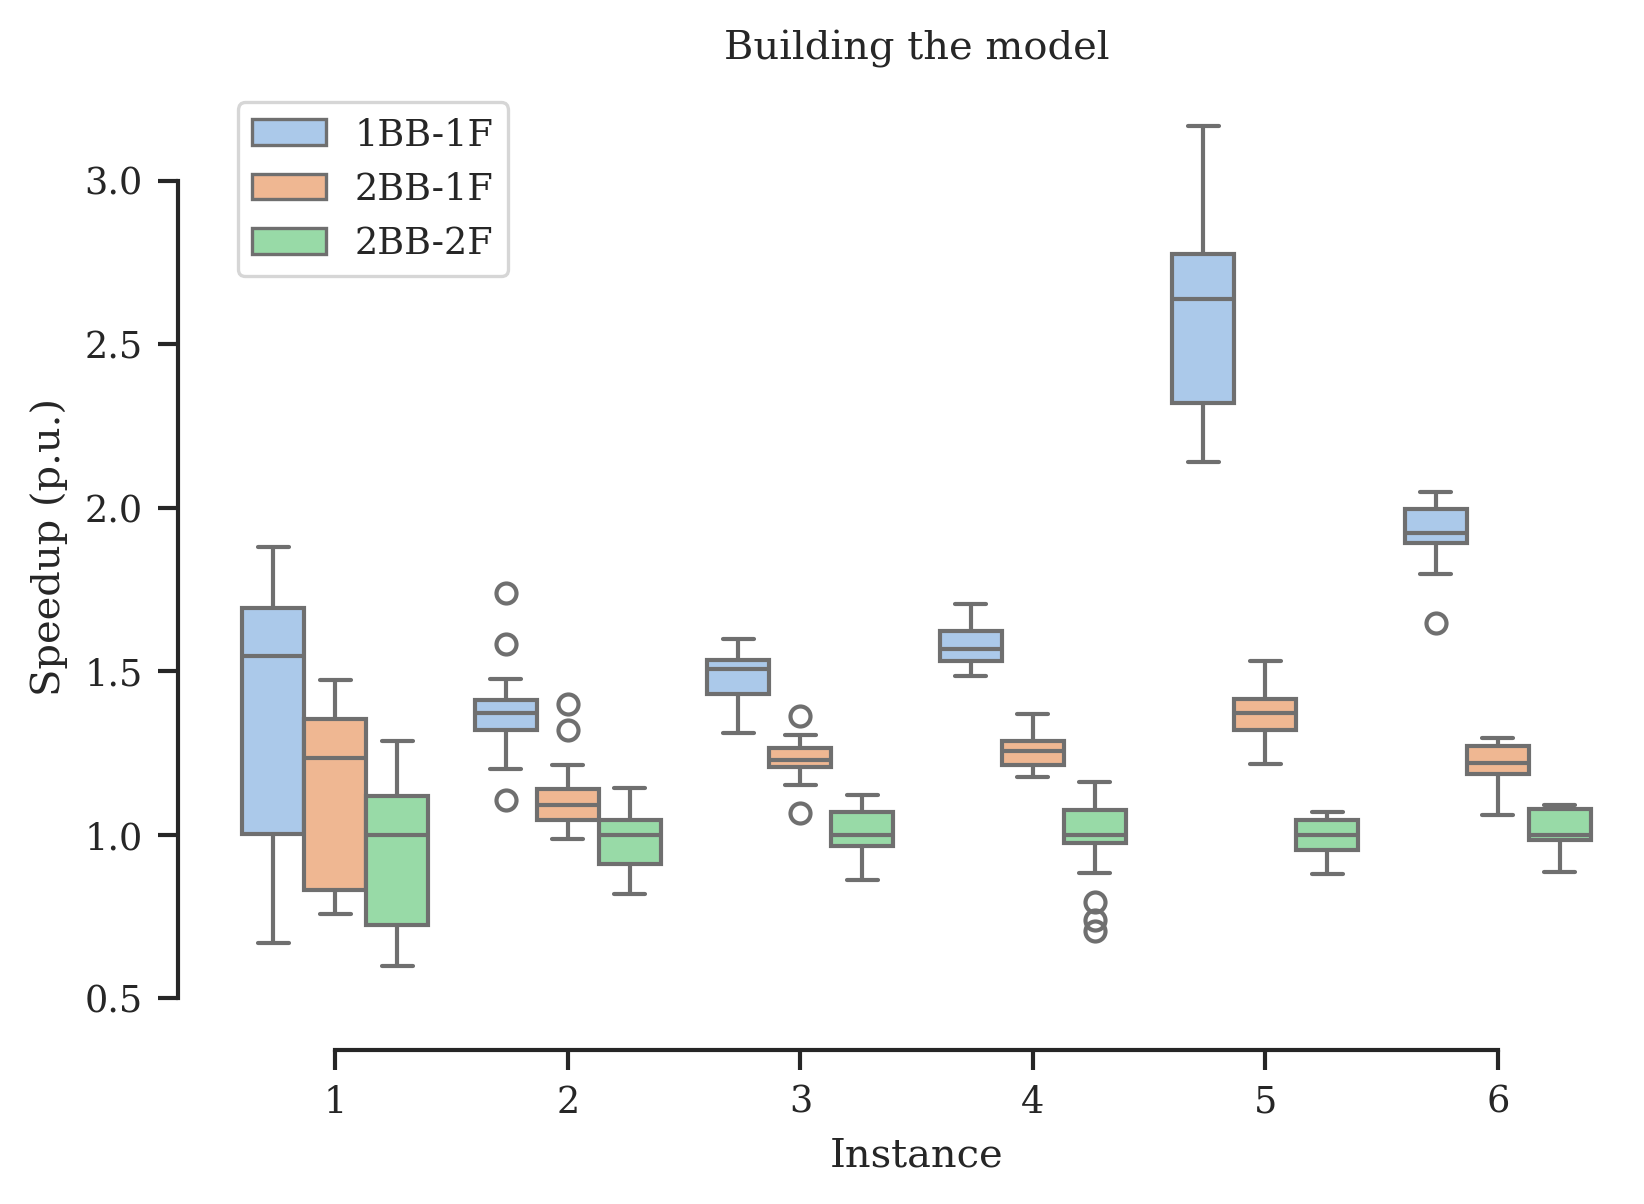 Building the model
1BB-1F
2BB-1F
2BB-2F
3.0
2.5
2.0
1.5
1.0
0.5
Speedup (p.u.)
1 2 3 4 5 6
Instance